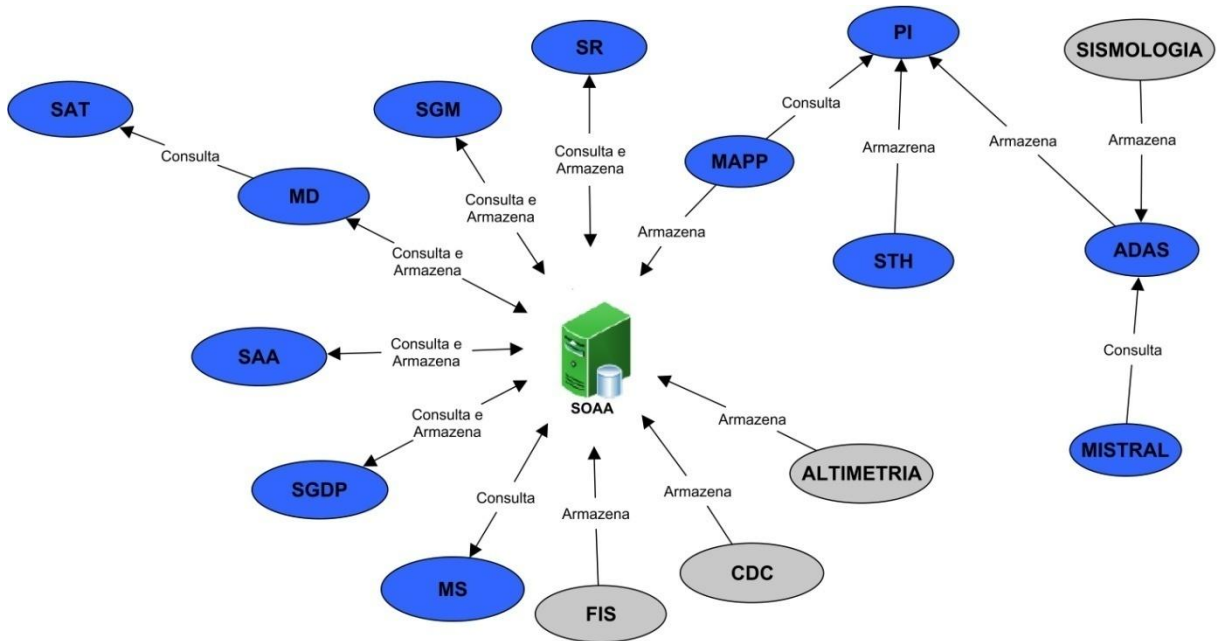 SR
PI
SISMOLOGIA
SAT
SGM
Consulta
Consulta
Armazrena
Armazena
Armazena
Consulta e
Armazena
MAPP
MD
Consulta e
Armazena
Armazena
STH
ADAS
Consulta e
Armazena
SAA
Consulta e
Armazena
Consulta
SOAA
Consulta e
Armazena
Armazena
MISTRAL
ALTIMETRIA
SGDP
Consulta
Armazena
Armazena
CDC
MS
FIS